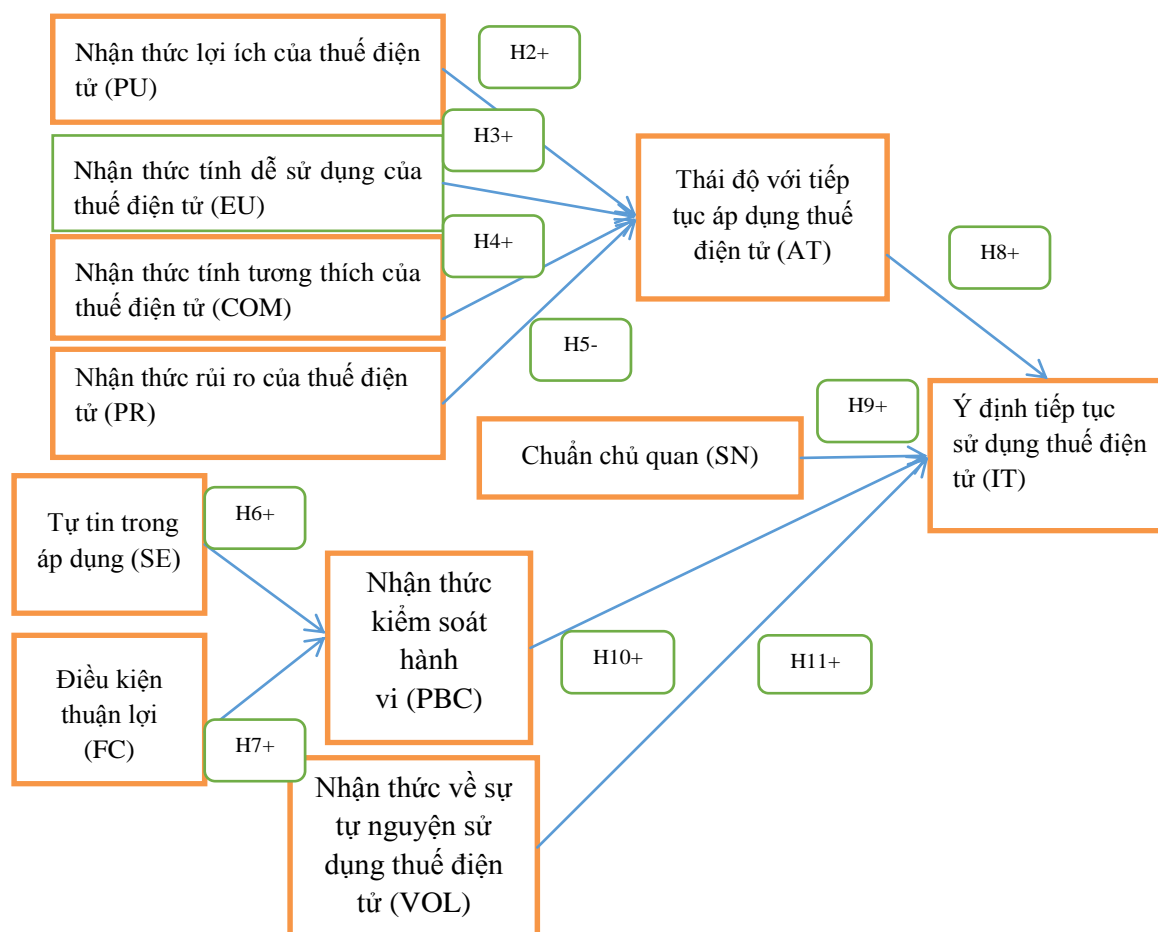 Nhận thức lợi ích của thuế điện
tử (PU)
H2+
H3+
Nhận thức tính dễ sử dụng của
thuế điện tử (EU)
Thái độ với tiếp
tục áp dụng thuế
điện tử (AT)
H4+
H8+
Nhận thức tính tương thích của
thuế điện tử (COM)
H5-
Nhận thức rủi ro của thuế điện
tử (PR)
H9+
Ý định tiếp tục
sử dụng thuế điện
tử (IT)
Chuẩn chủ quan (SN)
Tự tin trong
áp dụng (SE)
H6+
Nhận thức
kiểm soát
hành
vi (PBC)
H10+
H11+
Điều kiện
thuận lợi
(FC)
H7+
Nhận thức về sự
tự nguyện sử
dụng thuế điện
tử (VOL)